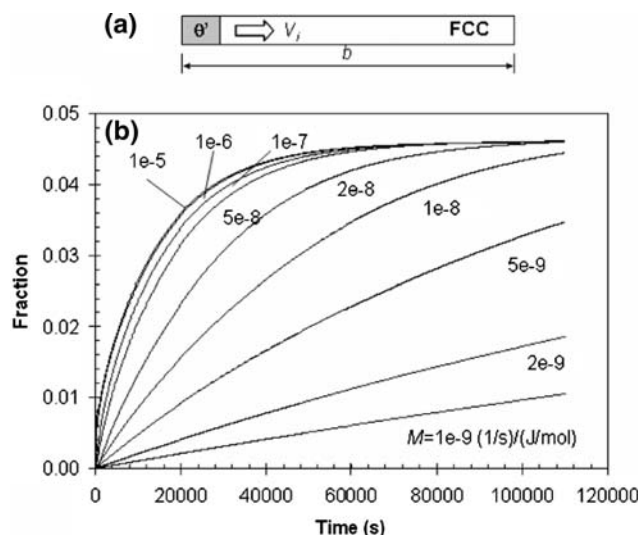 (a)
θ' V_i FCC
b
(b)
0.05
0.04
0.03
0.02
0.01
0.00
Fraction
1e-5
1e-6
1e-7
5e-8
2e-8
1e-8
5e-9
2e-9
M=1e-9 (1/s)/(J/mol)
0 20000 40000 60000 80000 100000 120000
Time (s)